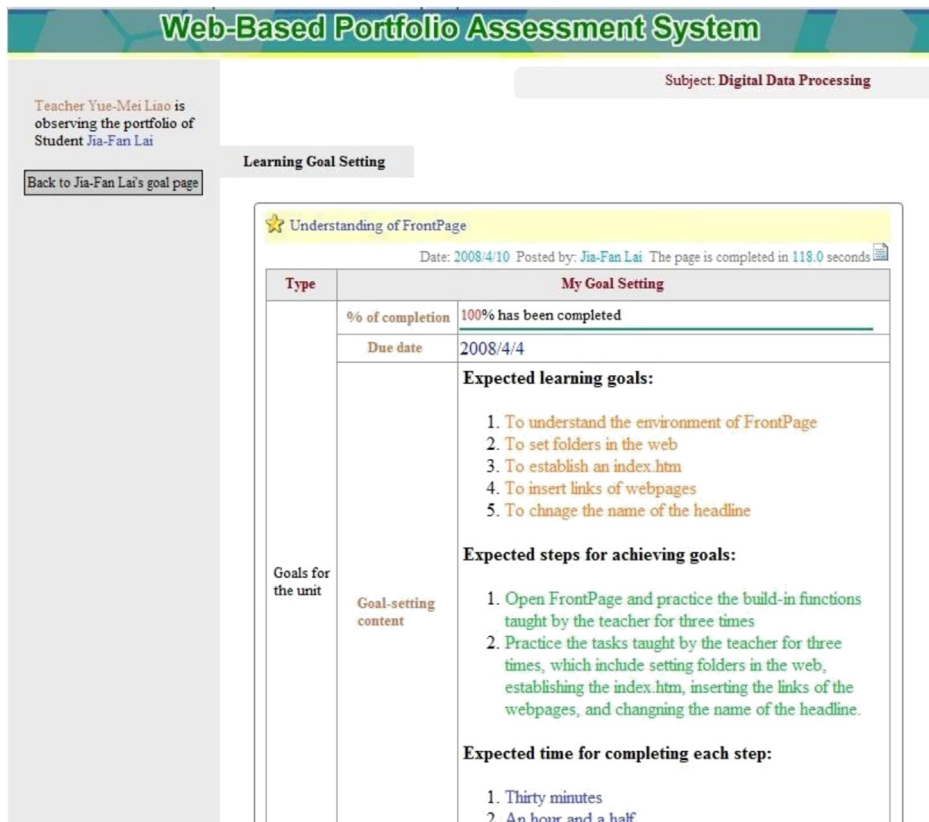 Web-Based Portfolio Assessment System
Subject: Digital Data Processing
Teacher Yue-Mei Liao is
observing the portfolio of
Student Jia-Fan Lai
Back to Jia-Fan Lai's goal page
Learning Goal Setting
Understanding of FrontPage
Date: 2008/4/10 Posted by: Jia-Fan Lai The page is completed in 118.0 seconds
Type
My Goal Setting
% of completion
100% has been completed
Due date
2008/4/4
Goals for
the unit
Goal-setting
content
Expected learning goals:
1. To understand the environment of FrontPage
2. To set folders in the web
3. To establish an index.htm
4. To insert links of webpages
5. To chnage the name of the headline
Expected steps for achieving goals:
1. Open FrontPage and practice the build-in functions
taught by the teacher for three times
2. Practice the tasks taught by the teacher for three
times, which include setting folders in the web,
establishing the index.htm, inserting the links of the
webpages, and changning the name of the headline.
Expected time for completing each step:
1. Thirty minutes
2. An hour and a half